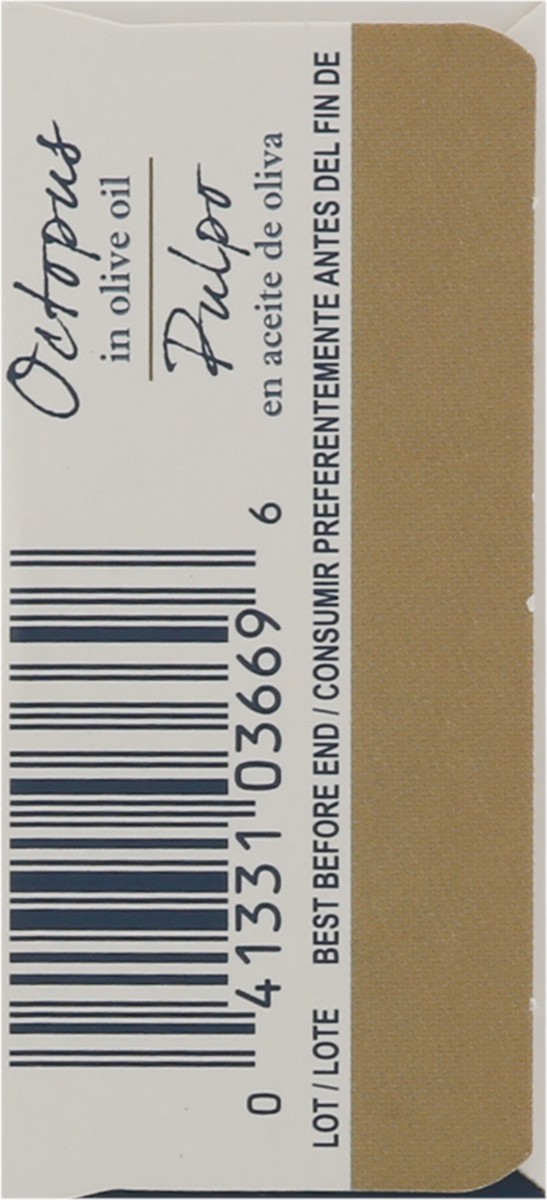 Octopus
in olive oil
Pulpo
en aceite de oliva
0 41331 03669 6
LOT / LOTE BEST BEFORE END / CONSUMIR PREFERENTEMENTE ANTES DEL FIN DE